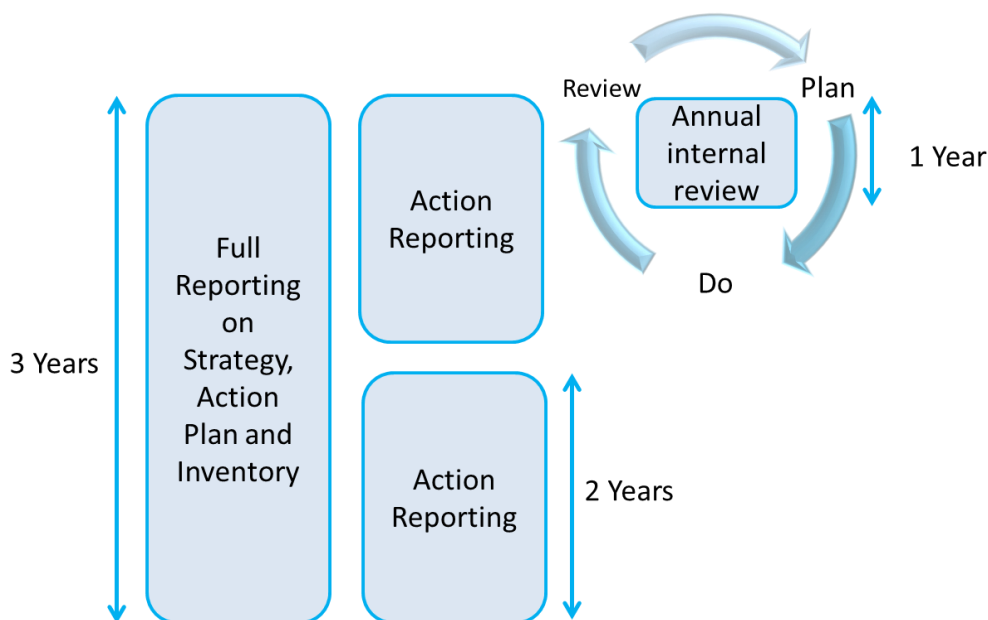 3 Years
Full
Reporting
on
Strategy,
Action
Plan and
Inventory
Action
Reporting
Action
Reporting
2 Years
Review
Plan
Annual
internal
review
Do
1 Year